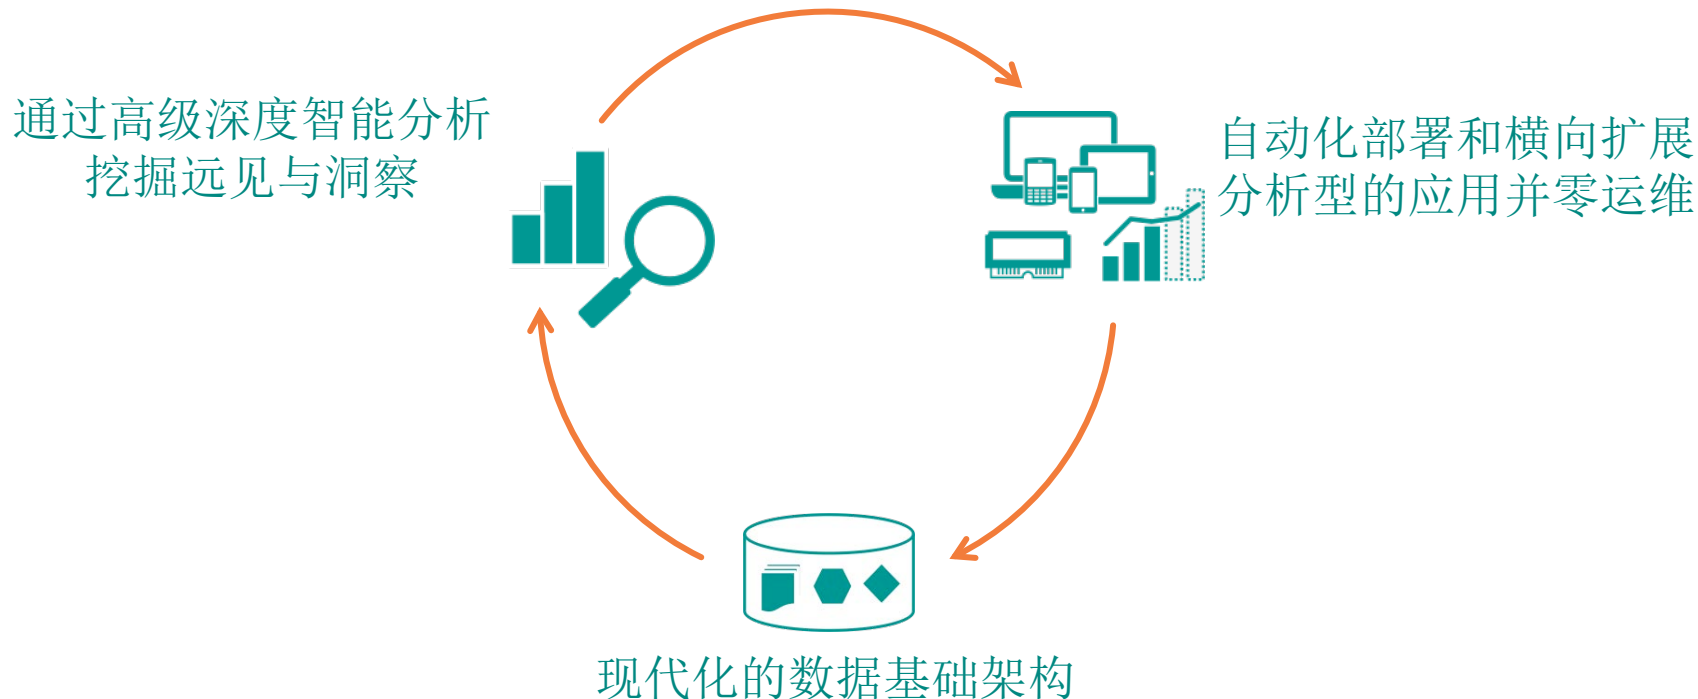 通过高级深度智能分析
挖掘远见与洞察
自动化部署和横向扩展
分析型的应用并零运维
现代化的数据基础架构